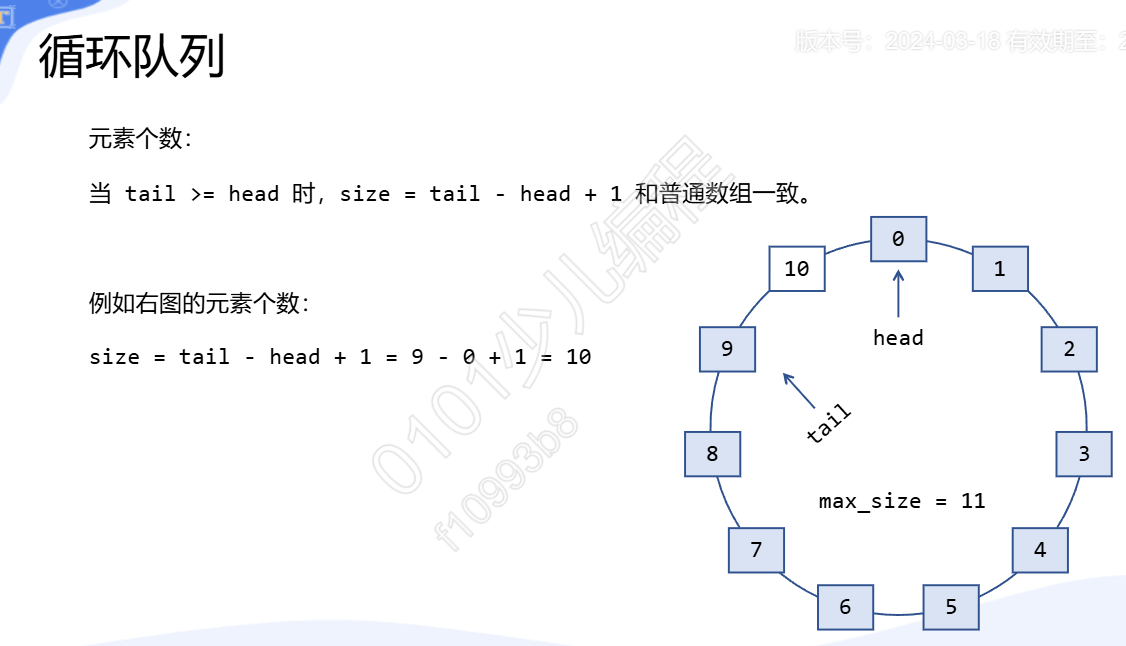 循环队列
版本号：2024-03-18 有效期至：2
元素个数：
当 tail >= head 时，size = tail - head + 1 和普通数组一致。
例如右图的元素个数：
size = tail - head + 1 = 9 - 0 + 1 = 10
0
10
1
head
9
2
tail
8
3
max_size = 11
7
4
6
5
0101少儿编程
f10993b8